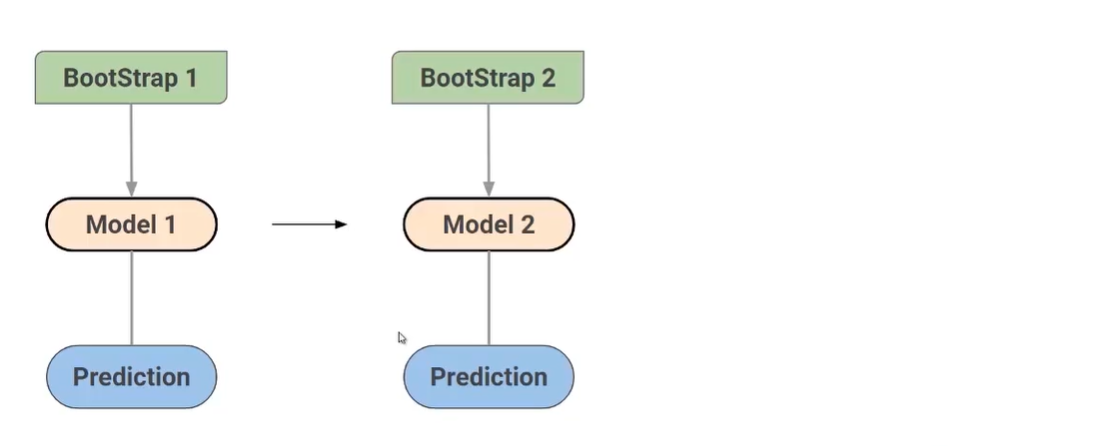 BootStrap 1
BootStrap 2
Model 1
Model 2
Prediction
Prediction